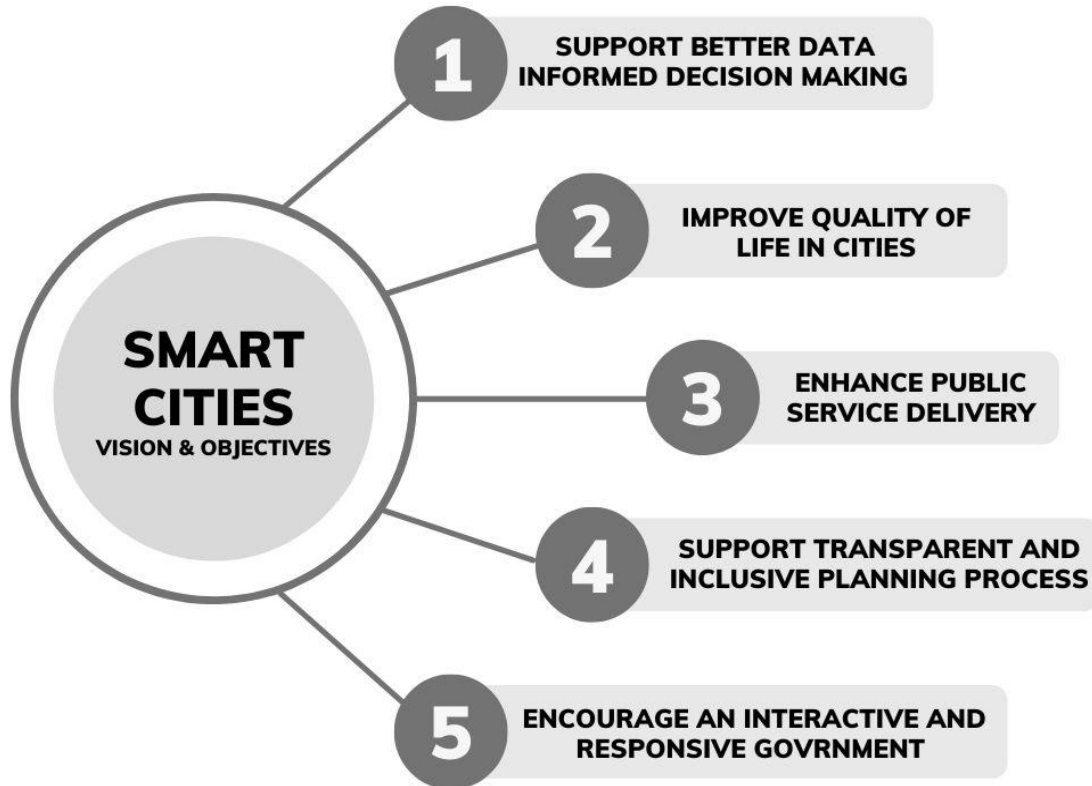 SMART
CITIES
VISION & OBJECTIVES
1
SUPPORT BETTER DATA
INFORMED DECISION MAKING
2
IMPROVE QUALITY OF
LIFE IN CITIES
3
ENHANCE PUBLIC
SERVICE DELIVERY
4
SUPPORT TRANSPARENT AND
INCLUSIVE PLANNING PROCESS
5
ENCOURAGE AN INTERACTIVE AND
RESPONSIVE GOVRNMENT